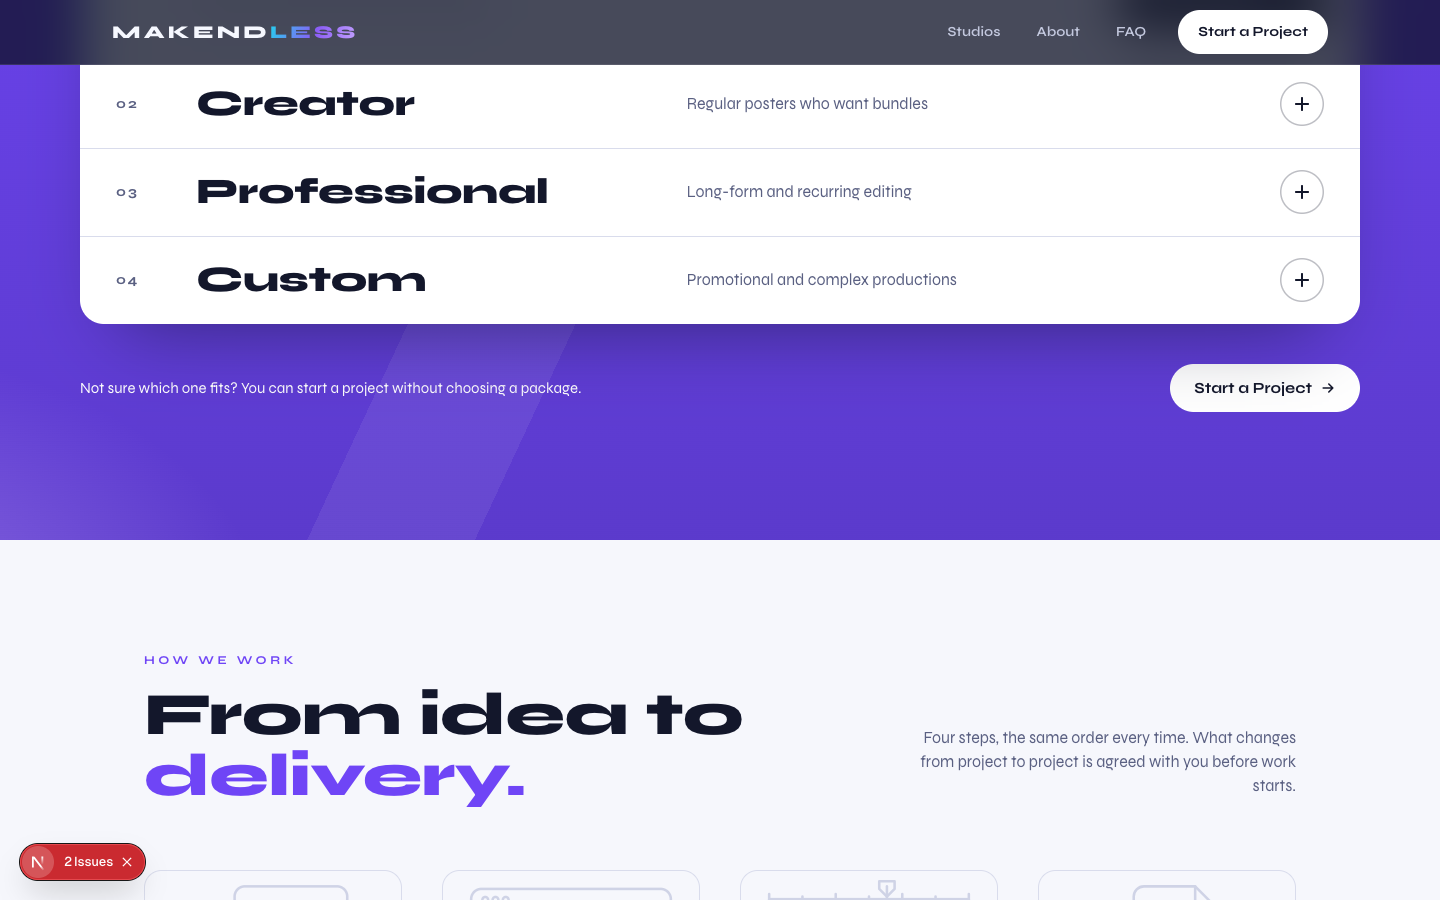 MAKENDLESS
Studios
About
FAQ
Start a Project
02
Creator
Regular posters who want bundles
03
Professional
Long-form and recurring editing
04
Custom
Promotional and complex productions
Not sure which one fits? You can start a project without choosing a package.
Start a Project →
HOW WE WORK
From idea to
delivery.
Four steps, the same order every time. What changes
from project to project is agreed with you before work
starts.
N
2 Issues